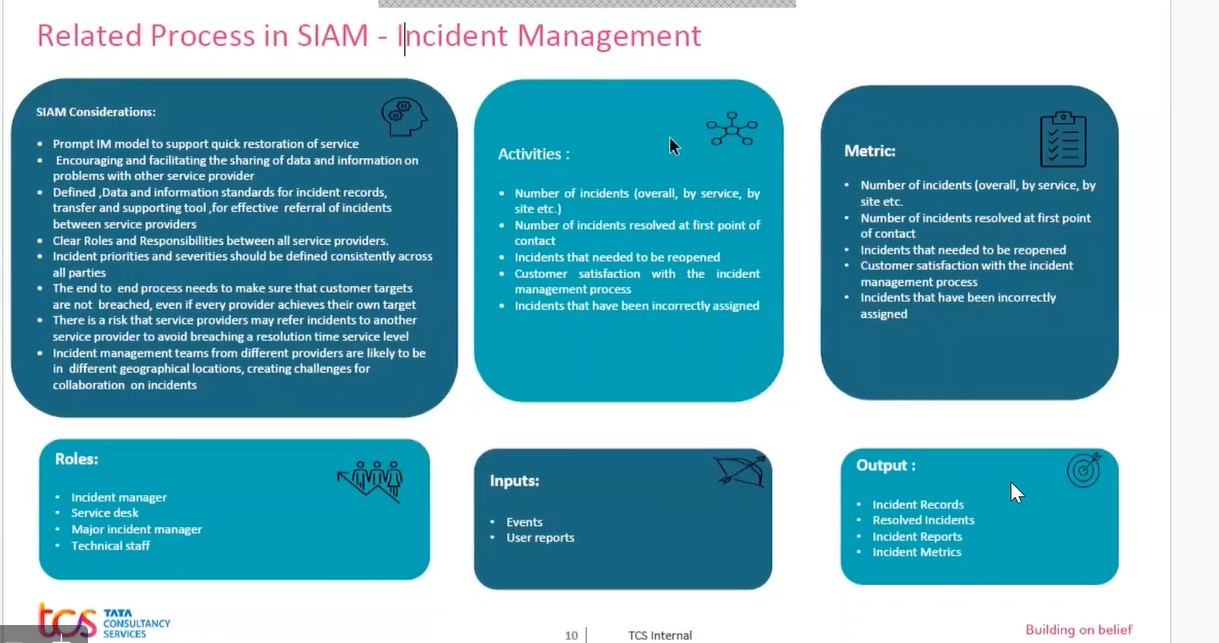 Related Process in SIAM - Incident Management
SIAM Considerations:
• Prompt IM model to support quick restoration of service
• Encouraging and facilitating the sharing of data and information on
problems with other service provider
• Defined ,Data and information standards for incident records,
transfer and supporting tool ,for effective referral of incidents
between service providers
• Clear Roles and Responsibilities between all service providers.
• Incident priorities and severities should be defined consistently across
all parties
• The end to end process needs to make sure that customer targets
are not breached, even if every provider achieves their own target
• There is a risk that service providers may refer incidents to another
service provider to avoid breaching a resolution time service level
• Incident management teams from different providers are likely to be
in different geographical locations, creating challenges for
collaboration on incidents
Activities :
• Number of incidents (overall, by service, by
site etc.)
• Number of incidents resolved at first point of
contact
• Incidents that needed to be reopened
• Customer satisfaction with the incident
management process
• Incidents that have been incorrectly assigned
Metric:
• Number of incidents (overall, by service, by
site etc.
• Number of incidents resolved at first point
of contact
• Incidents that needed to be reopened
• Customer satisfaction with the incident
management process
• Incidents that have been incorrectly
assigned
Roles:
• Incident manager
• Service desk
• Major incident manager
• Technical staff
Inputs:
• Events
• User reports
Output :
• Incident Records
• Resolved Incidents
• Incident Reports
• Incident Metrics
tcs TATA
CONSULTANCY
SERVICES
10
TCS Internal
Building on belief